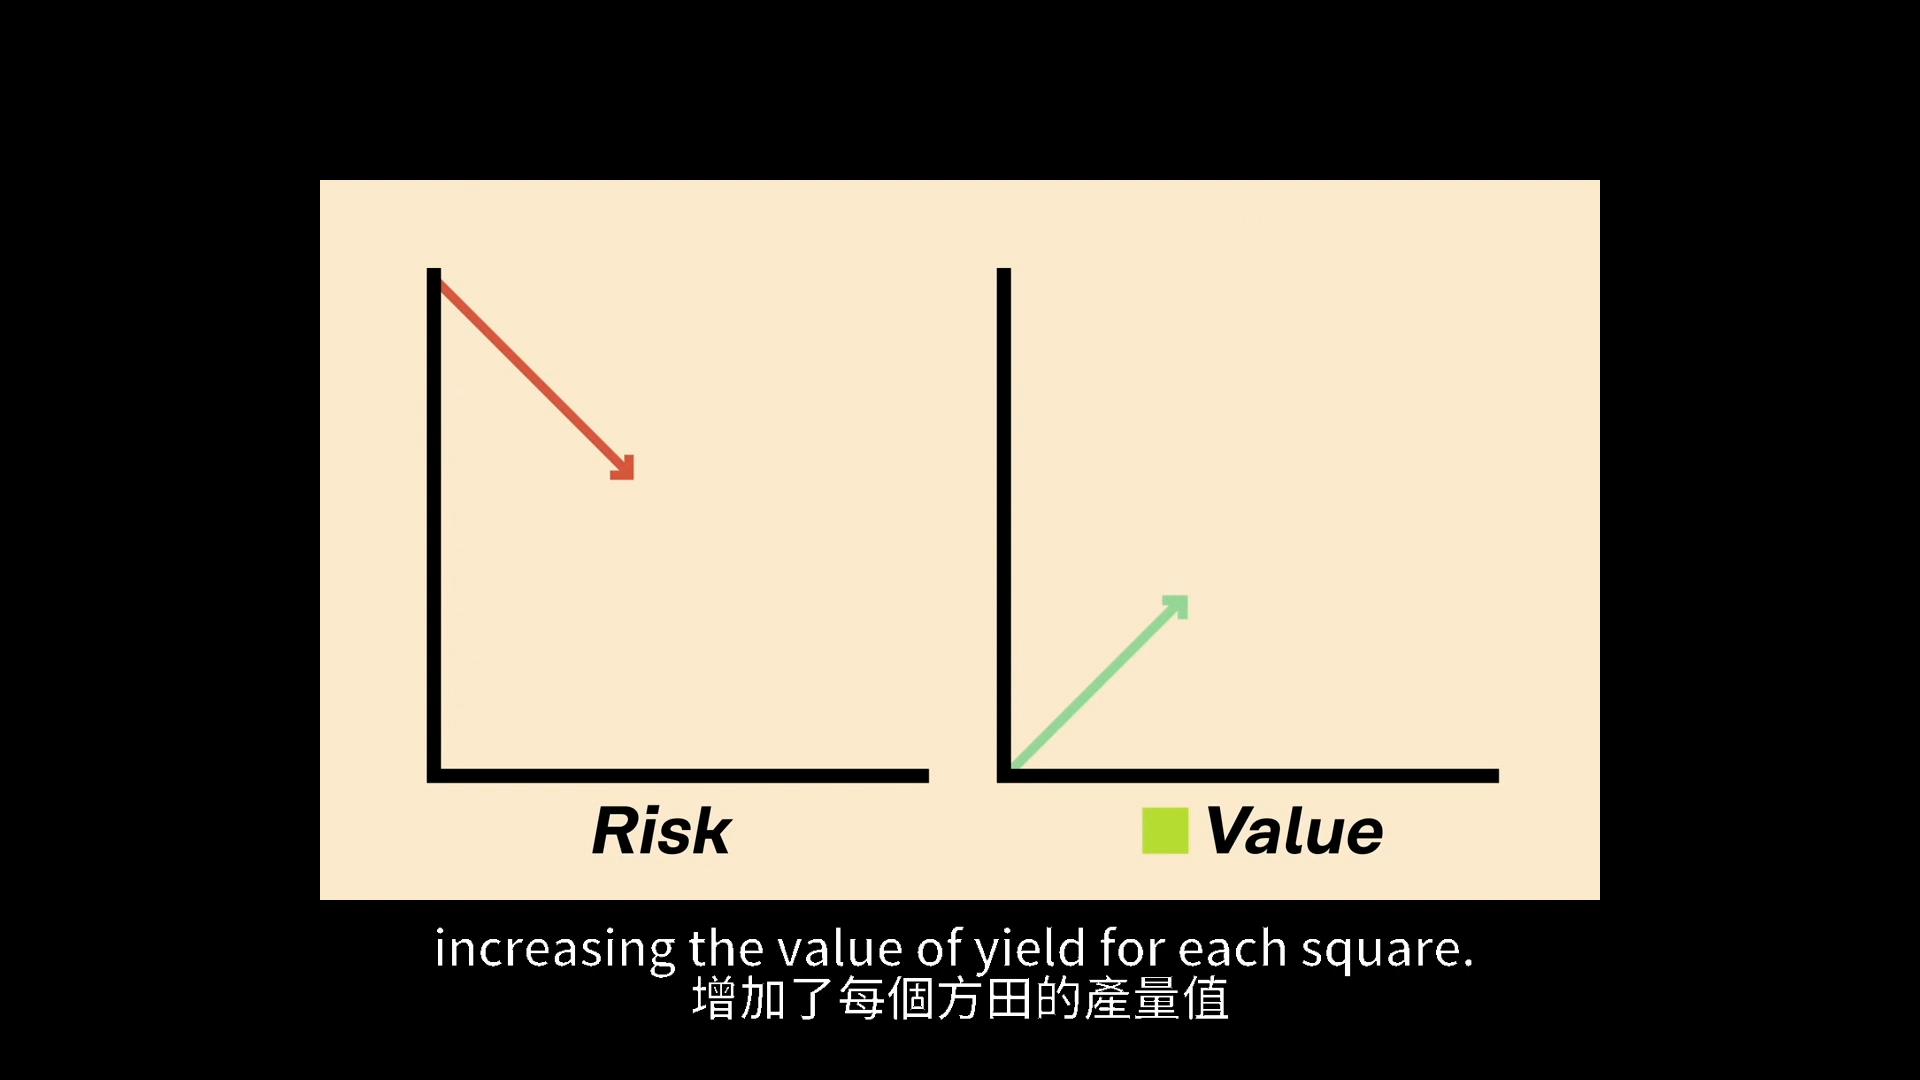 Risk
Value
increasing the value of yield for each square.
增加了每個方田的產量值